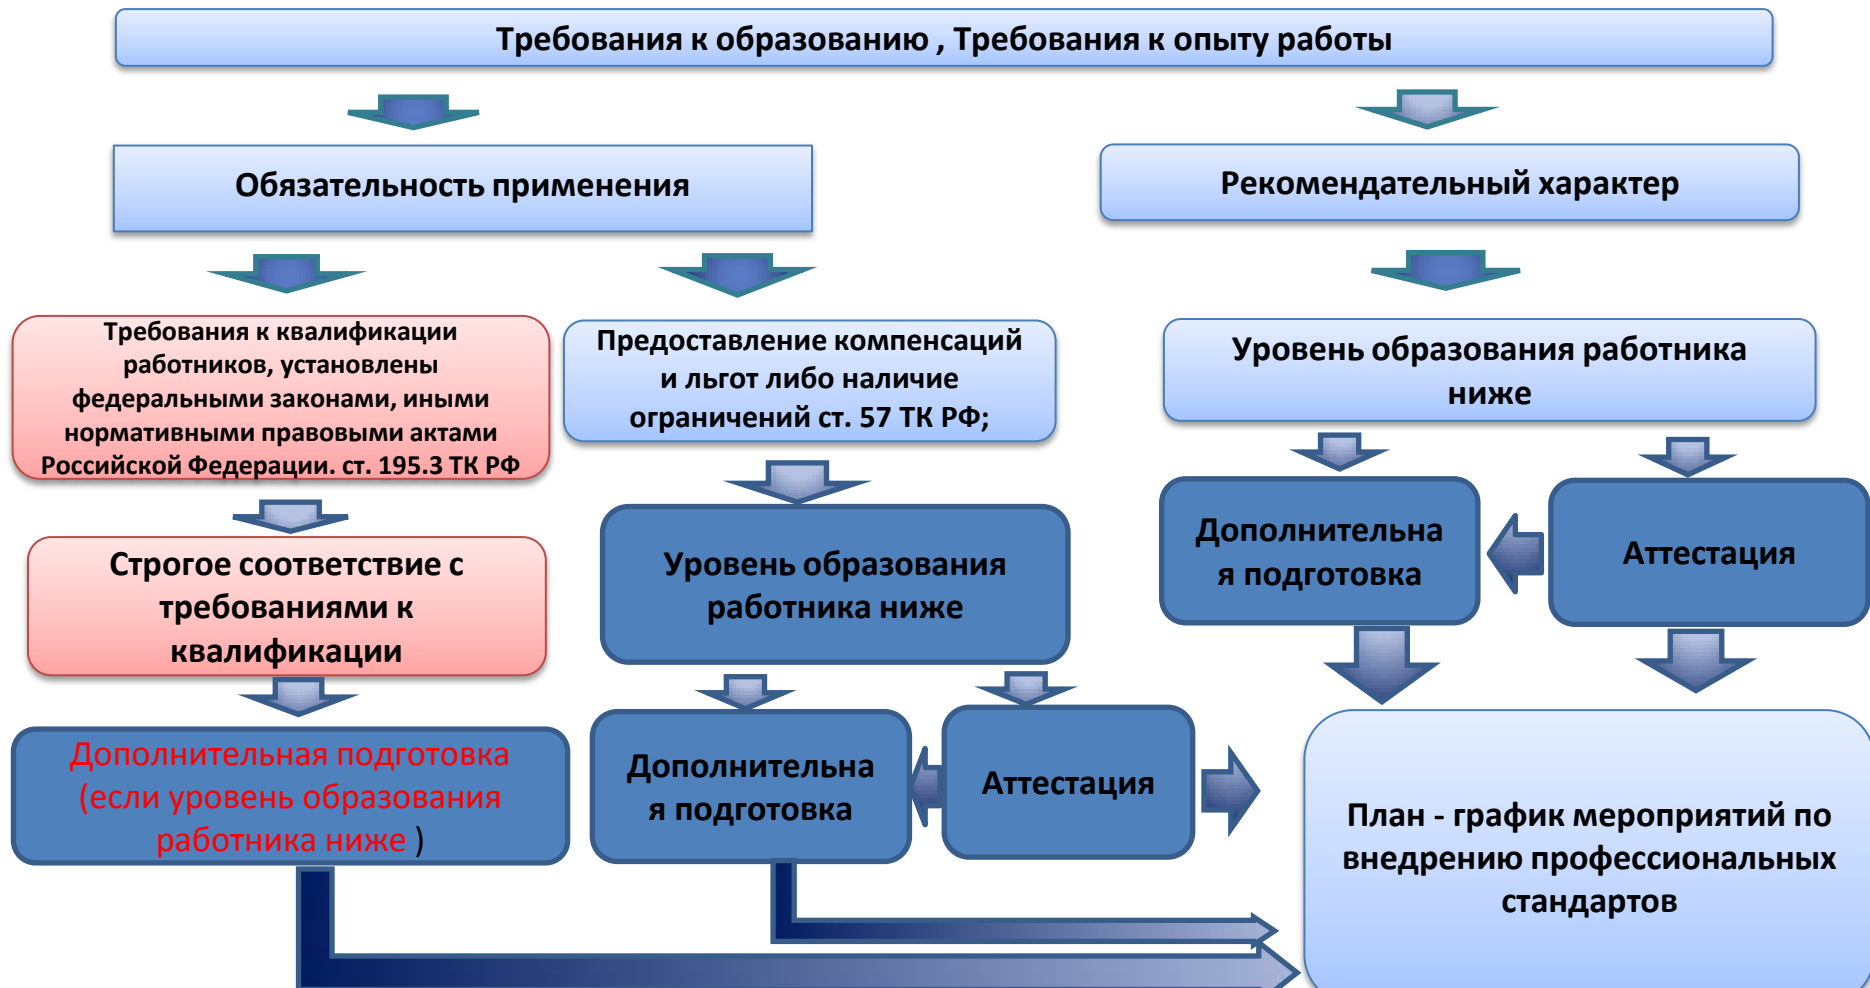 Требования к образованию , Требования к опыту работы
Обязательность применения
Рекомендательный характер
Требования к квалификации
работников, установлены
федеральными законами, иными
нормативными правовыми актами
Российской Федерации. ст. 195.3 ТК РФ
Предоставление компенсаций
и льгот либо наличие
ограничений ст. 57 ТК РФ;
Уровень образования работника
ниже
Строгое соответствие с
требованиями к
квалификации
Уровень образования
работника ниже
Дополнительна
я подготовка
Аттестация
Дополнительная подготовка
(если уровень образования
работника ниже )
Дополнительна
я подготовка
Аттестация
План - график мероприятий по
внедрению профессиональных
стандартов